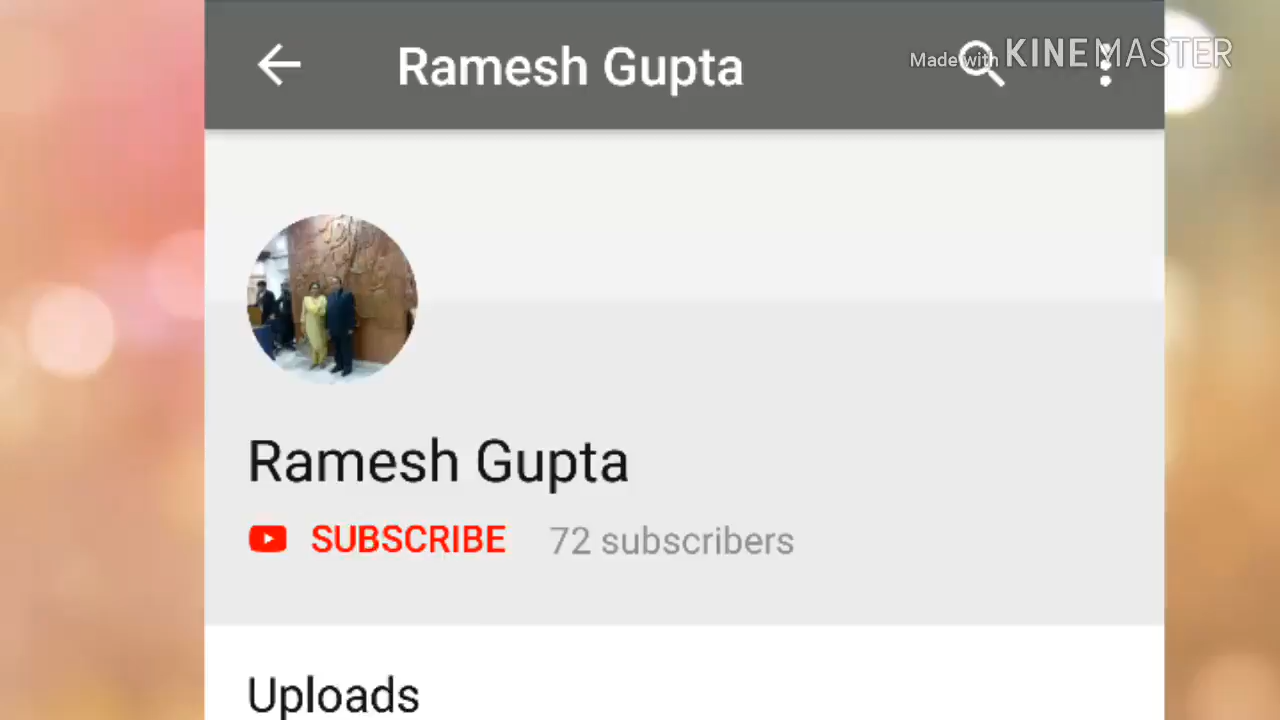 Ramesh Gupta
Made with KINEMASTER
Ramesh Gupta
SUBSCRIBE 72 subscribers
Uploads